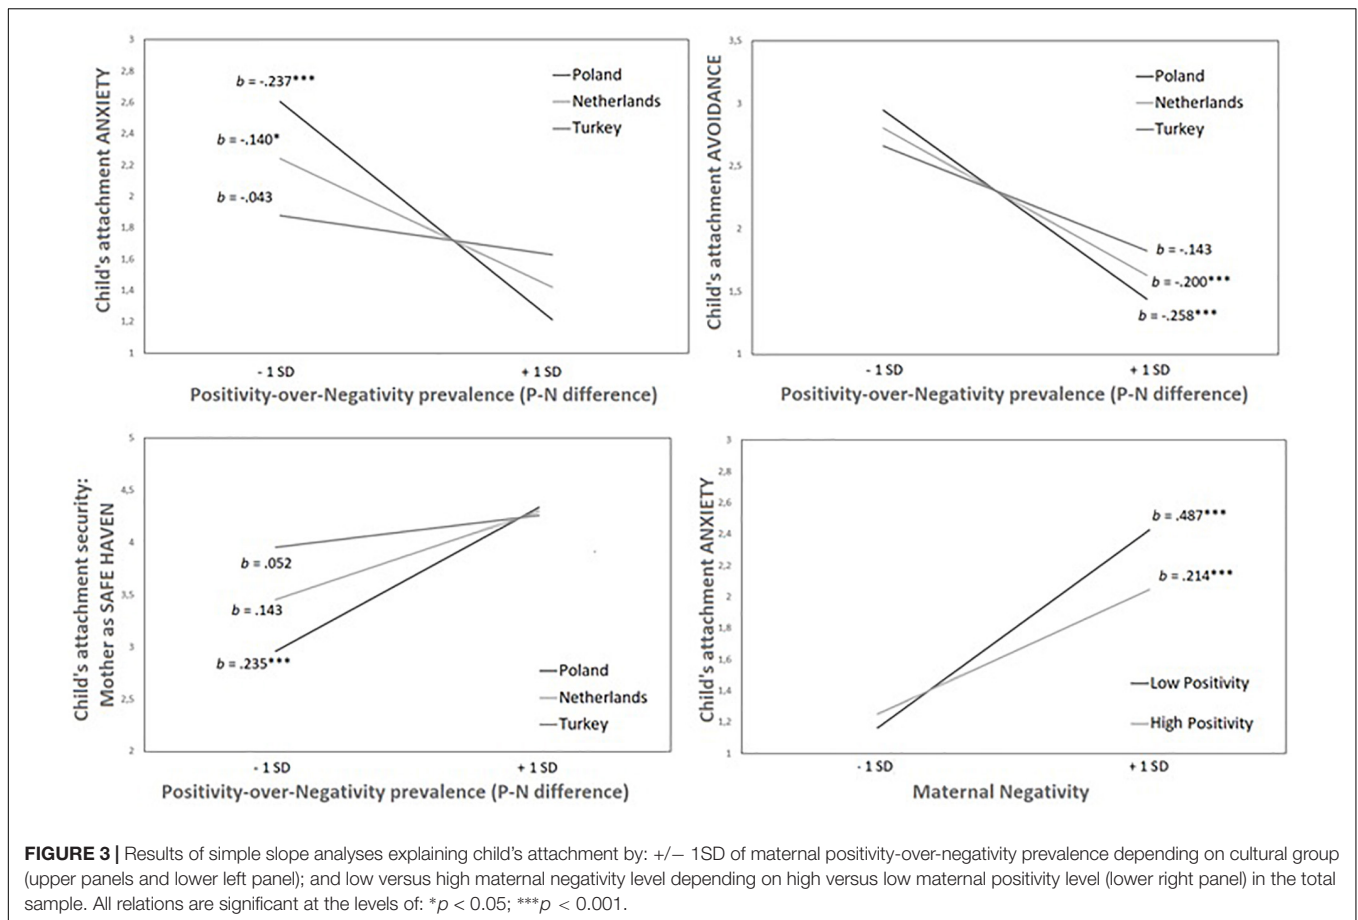 3
2,8
2,6
2,4
2,2
2
1,8
1,6
1,4
1,2
1
Child's attachment ANXIETY
b = -.237***
b = -.140*
b = -.043
Poland
Netherlands
Turkey
- 1 SD
+ 1 SD
Positivity-over-Negativity prevalence (P-N difference)
3,5
3
2,5
2
1,5
1
Child's attachment AVOIDANCE
Poland
Netherlands
Turkey
b = -.143
b = -.200***
b = -.258***
- 1 SD
+ 1 SD
Positivity-over-Negativity prevalence (P-N difference)
5
4,5
4
3,5
3
2,5
2
Child's attachment security:
Mother as SAFE HAVEN
b = .052
b = .143
b = .235***
Poland
Netherlands
Turkey
- 1 SD
+ 1 SD
Positivity-over-Negativity prevalence (P-N difference)
3
2,8
2,6
2,4
2,2
2
1,8
1,6
1,4
1,2
1
Child's attachment ANXIETY
b = .487***
b = .214***
Low Positivity
High Positivity
- 1 SD
+ 1 SD
Maternal Negativity
FIGURE 3 | Results of simple slope analyses explaining child's attachment by: +/− 1SD of maternal positivity-over-negativity prevalence depending on cultural group
(upper panels and lower left panel); and low versus high maternal negativity level depending on high versus low maternal positivity level (lower right panel) in the total
sample. All relations are significant at the levels of: *p < 0.05; ***p < 0.001.